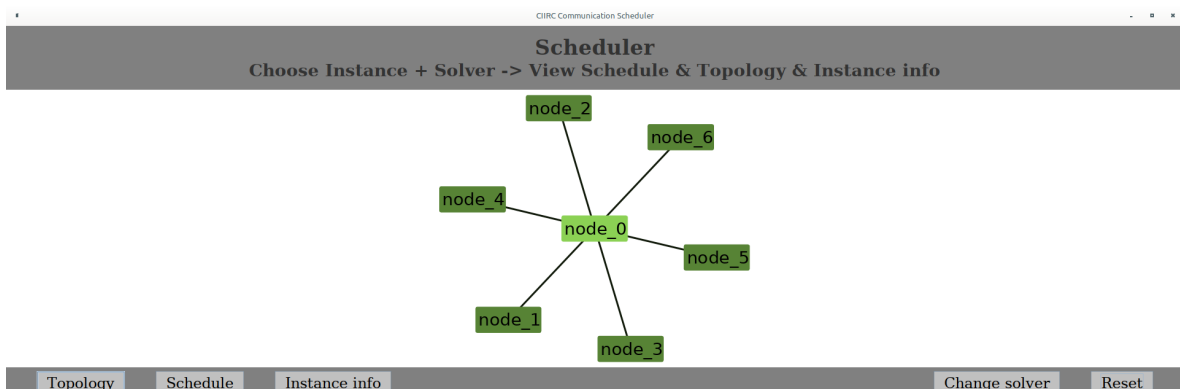 CIIRC Communication Scheduler
Scheduler
Choose Instance + Solver -> View Schedule & Topology & Instance info
node_2
node_6
node_4
node_0
node_5
node_1
node_3
Topology Schedule Instance info Change solver Reset